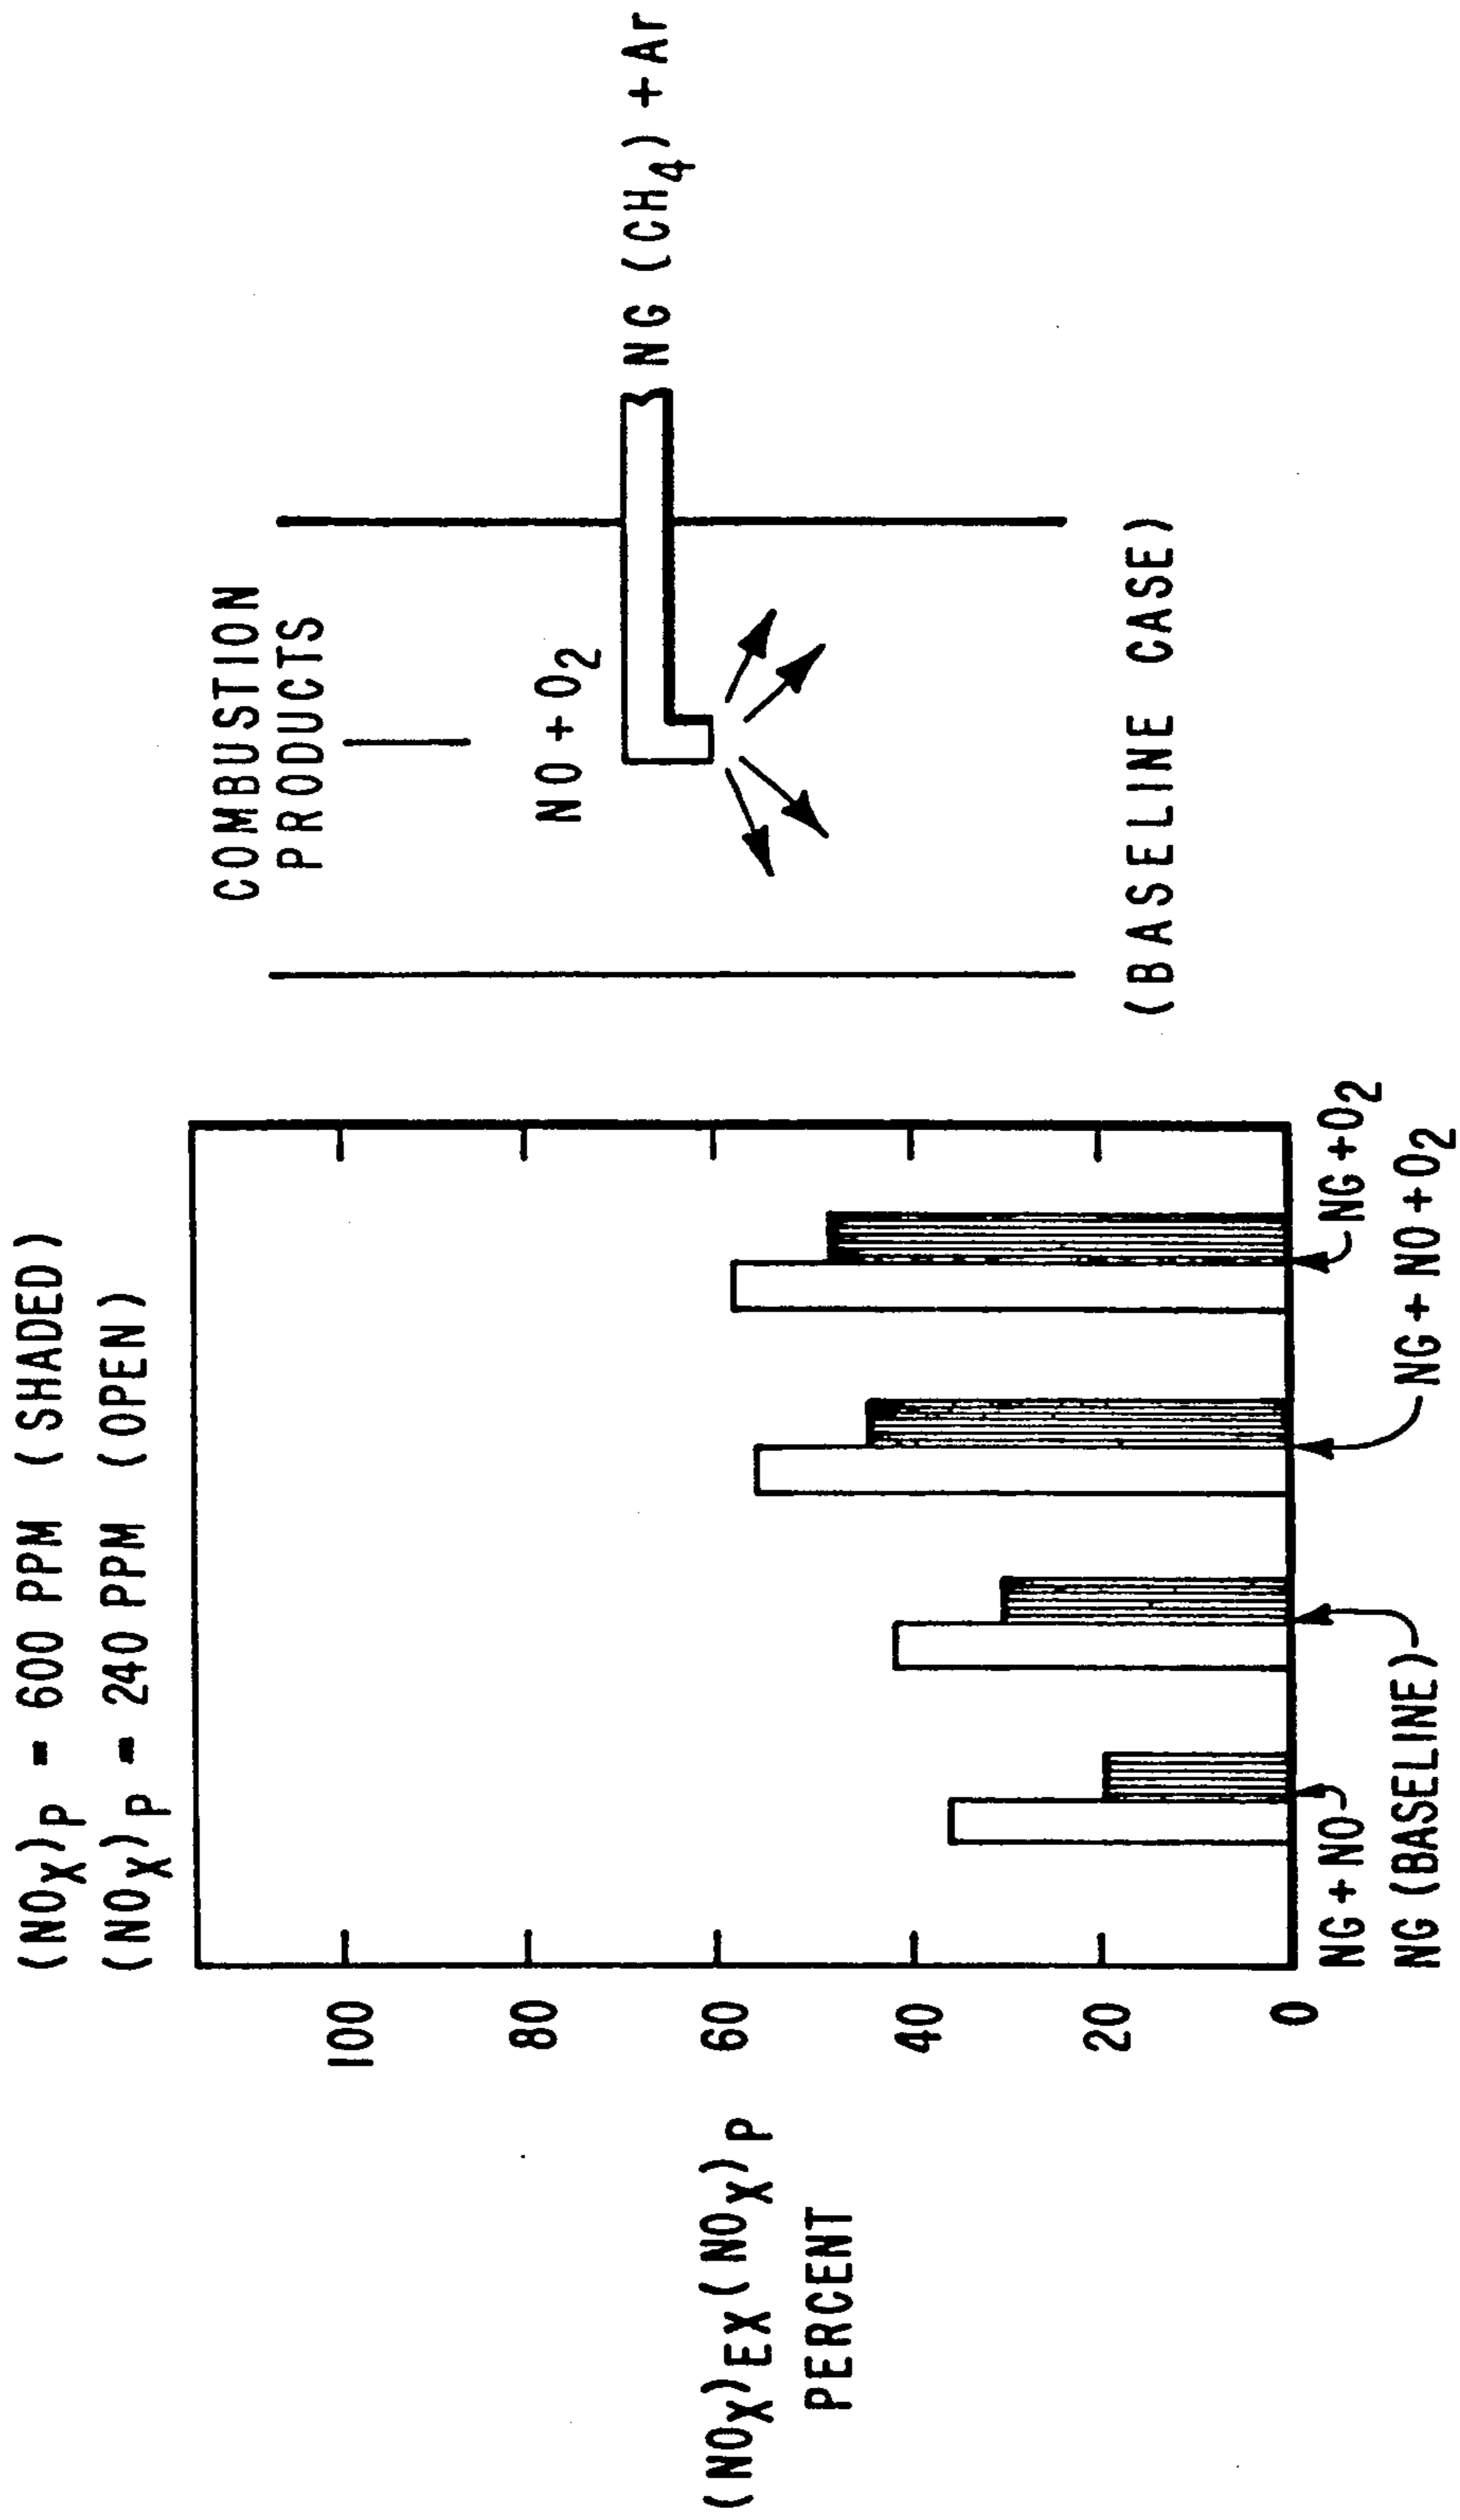 (NOX)P = 600 PPM (SHADED)
(NOX)P = 240 PPM (OPEN)
100
80
60
40
20
0
(NOX)EX(NOX)P
PERCENT
NG+NO
NG (BASELINE)
NG+NO+O2
NG+O2
COMBUSTION
PRODUCTS
NO+O2
NG (CH4) + Ar
(BASELINE CASE)